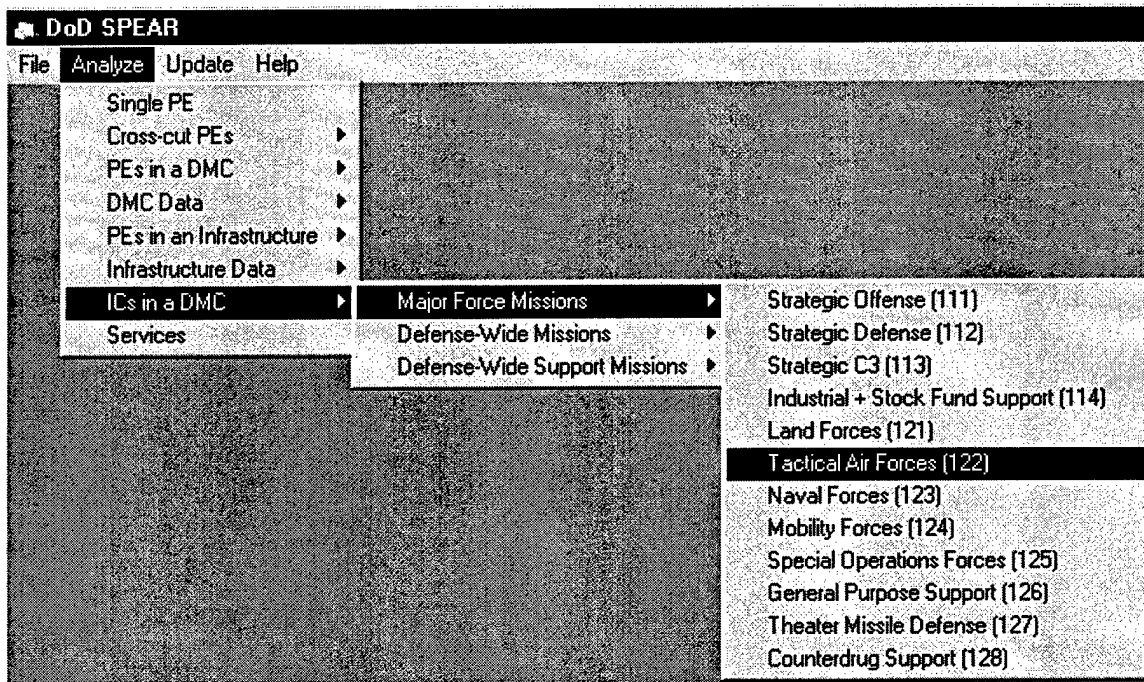 DoD SPEAR
File Analyze Update Help
Single PE
Cross-cut PEs
PEs in a DMC
DMC Data
PEs in an Infrastructure
Infrastructure Data
ICs in a DMC
Services
Major Force Missions
Defense-Wide Missions
Defense-Wide Support Missions
Strategic Offense (111)
Strategic Defense (112)
Strategic C3 (113)
Industrial + Stock Fund Support (114)
Land Forces (121)
Tactical Air Forces (122)
Naval Forces (123)
Mobility Forces (124)
Special Operations Forces (125)
General Purpose Support (126)
Theater Missile Defense (127)
Counterdrug Support (128)